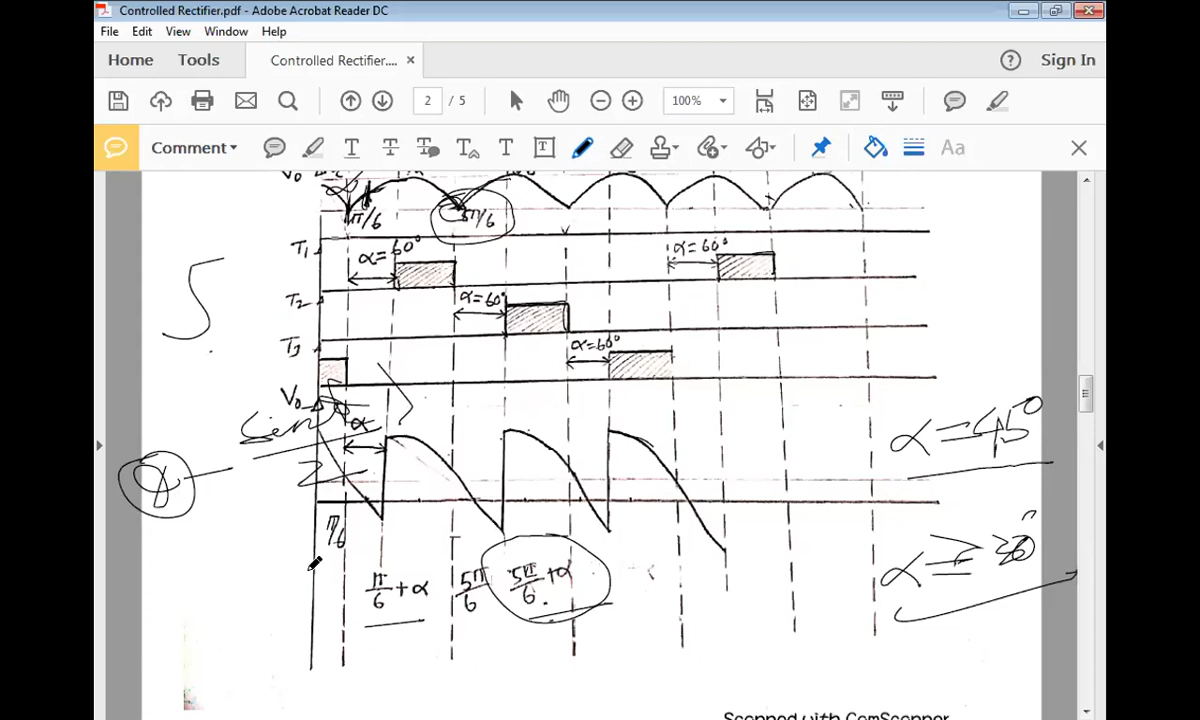 Controlled Rectifier.pdf - Adobe Acrobat Reader DC
File Edit View Window Help
Home Tools Controlled Rectifier.... × Sign In
2 / 5 100%
Comment
V₀
π/6 5π/6
T₁ α=60° α=60°
T₂ α=60°
T₃ α=60°
V₀
α
α=45°
2
π/6
α≥30
π/6+α 5π/6 5π/6+α
Scanned with CamScanner